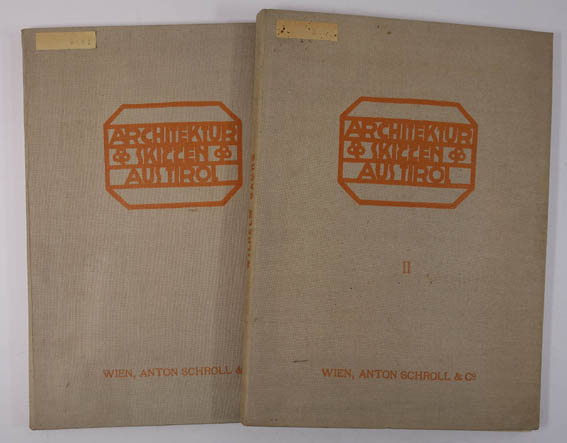 ARCHITEKTUR
SKIZZEN
AUS TIROL
WIEN, ANTON SCHROLL &
ARCHITEKTUR
SKIZZEN
AUS TIROL
II
WIEN, ANTON SCHROLL & Co